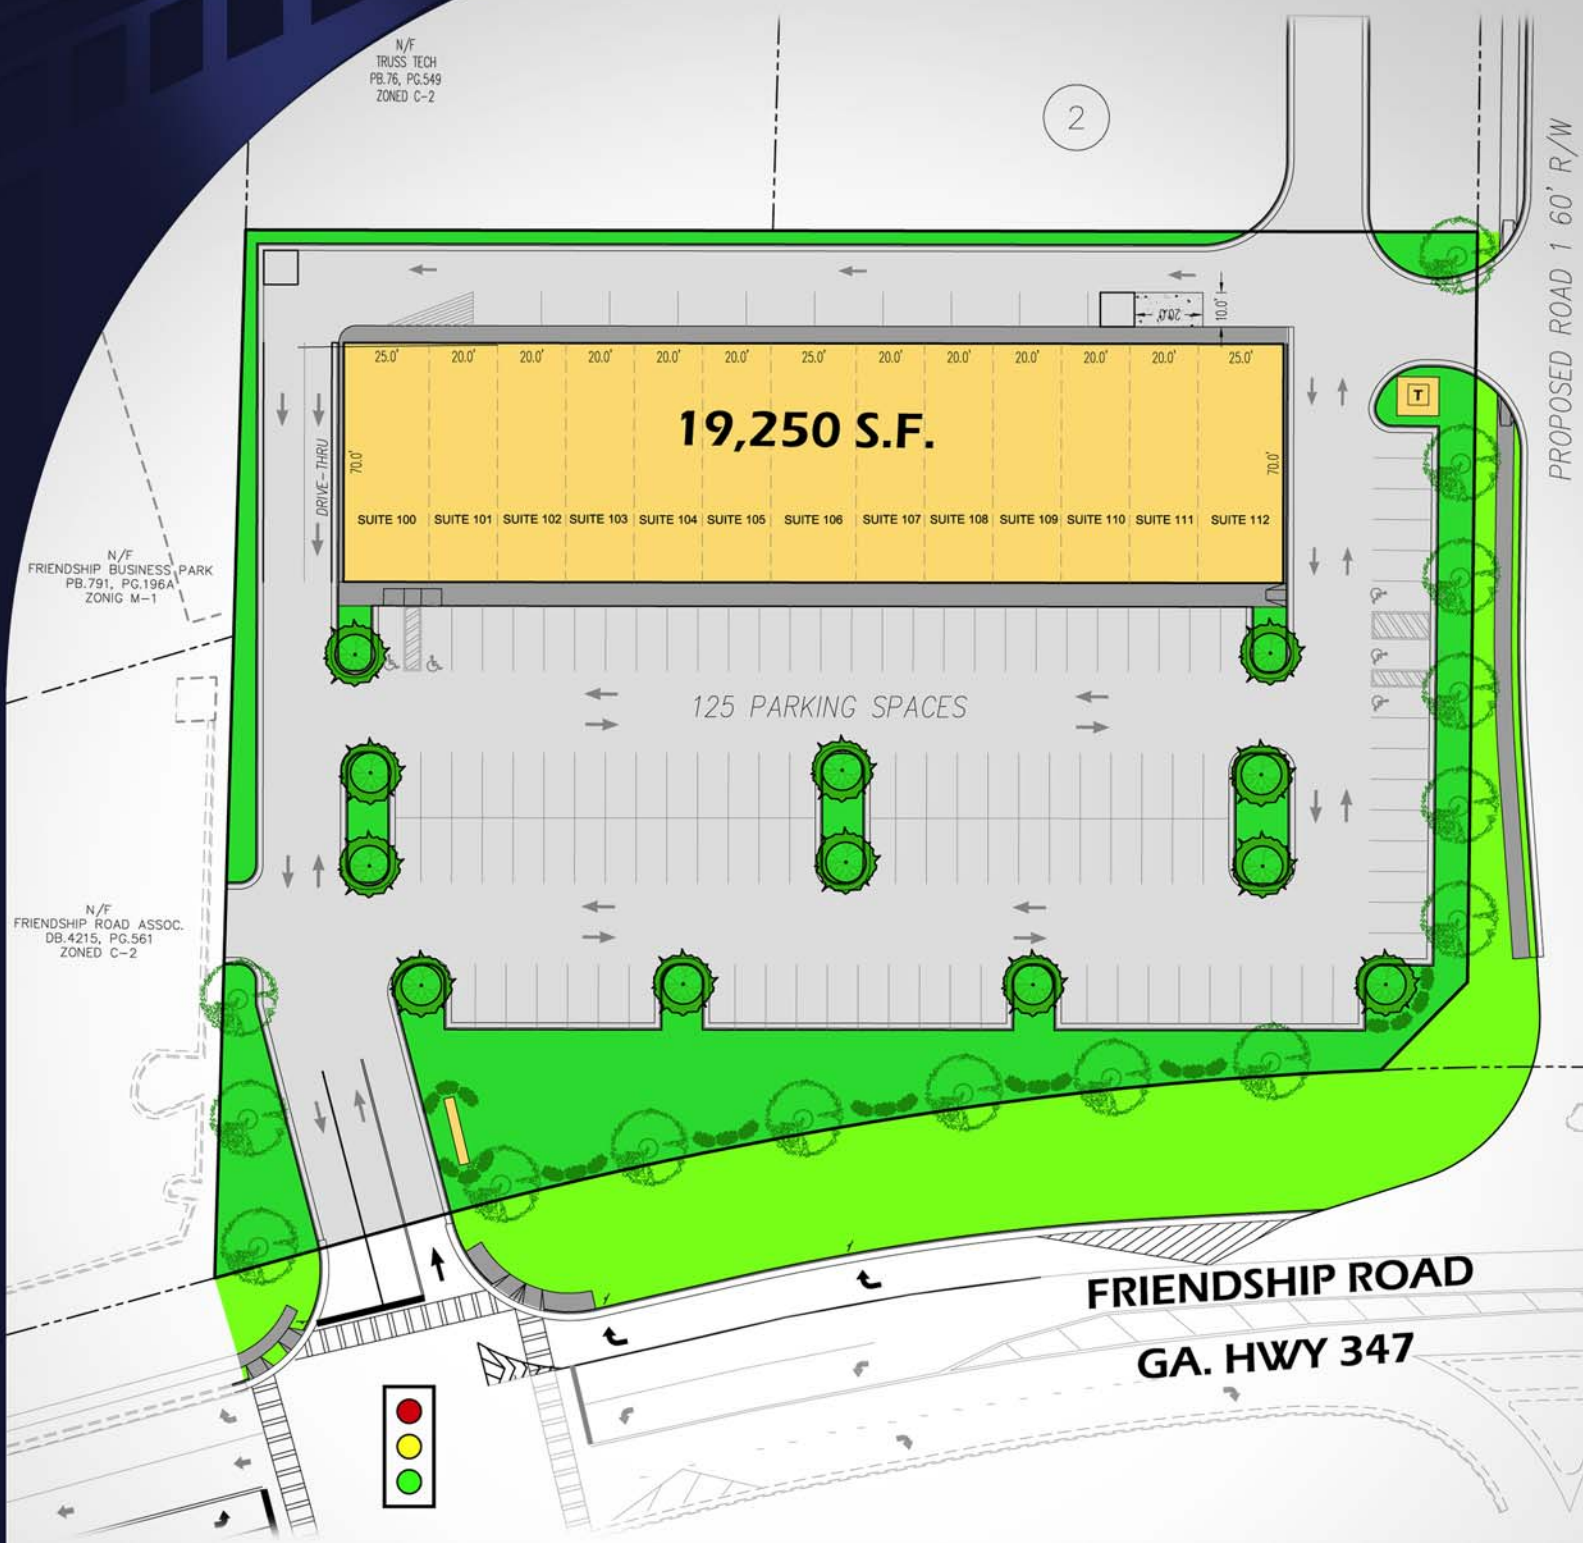 N/F
TRUSS TECH
PB.76, PG.549
ZONED C-2
2
PROPOSED ROAD 1 60' R/W
10.0'
20.0'
25.0' 20.0' 20.0' 20.0' 20.0' 20.0' 25.0' 20.0' 20.0' 20.0' 20.0' 20.0' 25.0'
T
19,250 S.F.
DRIVE-THRU
70.0'
70.0'
SUITE 100 SUITE 101 SUITE 102 SUITE 103 SUITE 104 SUITE 105 SUITE 106 SUITE 107 SUITE 108 SUITE 109 SUITE 110 SUITE 111 SUITE 112
N/F
FRIENDSHIP BUSINESS PARK
PB.791, PG.196A
ZONIG M-1
125 PARKING SPACES
N/F
FRIENDSHIP ROAD ASSOC.
DB.4215, PG.561
ZONED C-2
FRIENDSHIP ROAD
GA. HWY 347